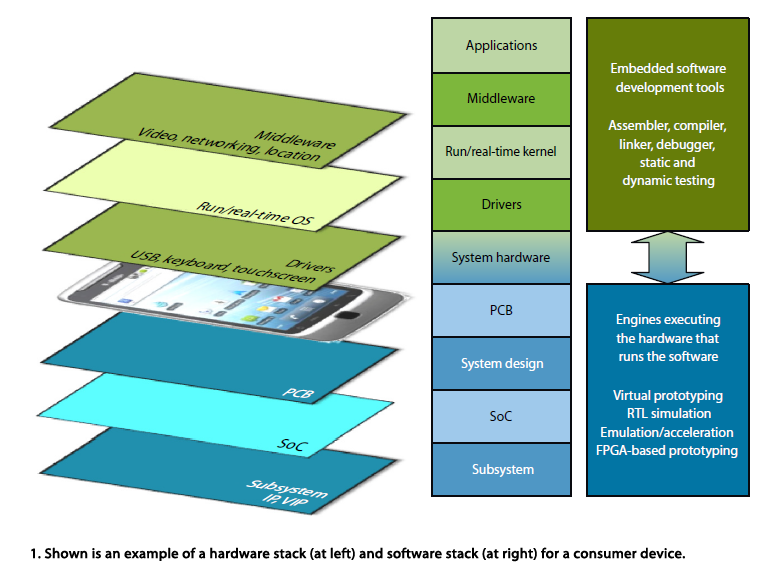 Middleware
Video, networking, location
Run/real-time OS
Drivers
USB, keyboard, touchscreen
PCB
SoC
Subsystem
IP, VIP
Applications
Middleware
Run/real-time kernel
Drivers
System hardware
PCB
System design
SoC
Subsystem
Embedded software
development tools
Assembler, compiler,
linker, debugger,
static and
dynamic testing
Engines executing
the hardware that
runs the software
Virtual prototyping
RTL simulation
Emulation/acceleration
FPGA-based prototyping
1. Shown is an example of a hardware stack (at left) and software stack (at right) for a consumer device.